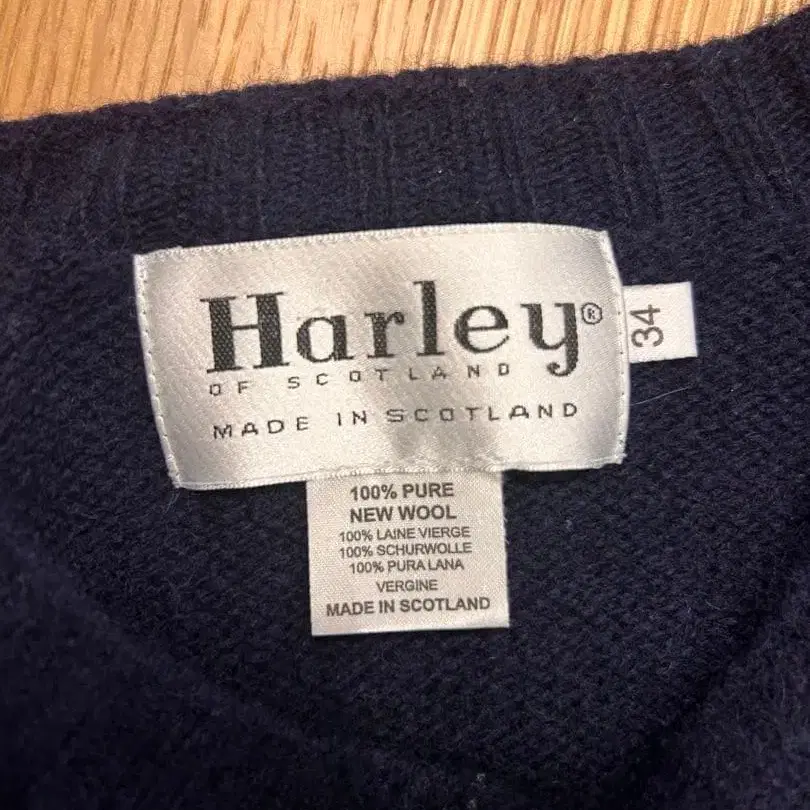 Harley®
OF SCOTLAND
MADE IN SCOTLAND
34
100% PURE
NEW WOOL
100% LAINE VIERGE
100% SCHURWOLLE
100% PURA LANA
VERGINE
MADE IN SCOTLAND